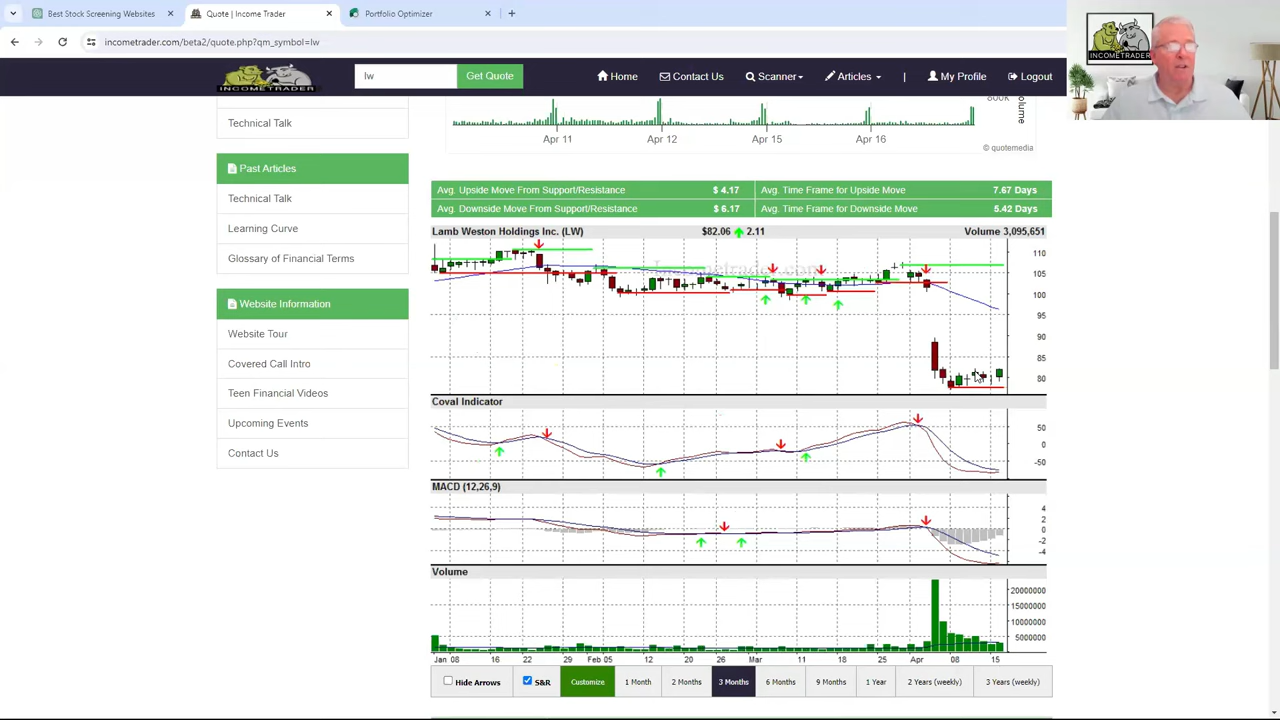 Best Stock Screening Websites
Quote | Income Trader
Portfolio Optimizer
incometrader.com/beta2/quote.php?qm_symbol=lw
INCOMETRADER
INCOMETRADER
lw
Get Quote
Home
Contact Us
Scanner
Articles
|
My Profile
Logout
Technical Talk
Past Articles
Technical Talk
Learning Curve
Glossary of Financial Terms
Website Information
Website Tour
Covered Call Intro
Teen Financial Videos
Upcoming Events
Contact Us
800K
Volume
Apr 11 Apr 12 Apr 15 Apr 16
© quotemedia
Avg. Upside Move From Support/Resistance $ 4.17 Avg. Time Frame for Upside Move 7.67 Days
Avg. Downside Move From Support/Resistance $ 6.17 Avg. Time Frame for Downside Move 5.42 Days
Lamb Weston Holdings Inc. (LW) $82.06 2.11 Volume 3,095,651
110
105
100
95
90
85
80
Coval Indicator
50
0
-50
MACD (12,26,9)
4
2
0
-2
-4
Volume
20000000
15000000
10000000
5000000
Jan 08 16 22 29 Feb 05 12 20 26 Mar 11 18 25 Apr 08 15
Hide Arrows
S&R
Customize
1 Month
2 Months
3 Months
6 Months
9 Months
1 Year
2 Years (weekly)
3 Years (weekly)